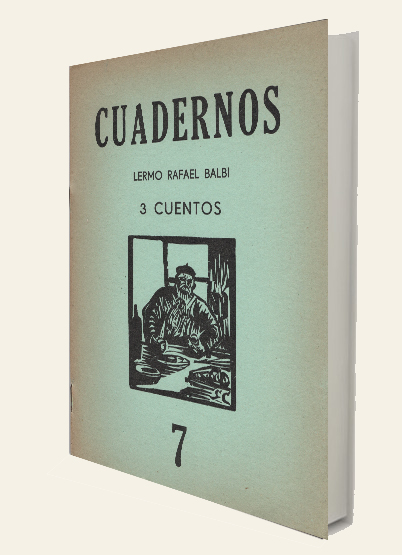 CUADERNOS
LERMO RAFAEL BALBI
3 CUENTOS
7